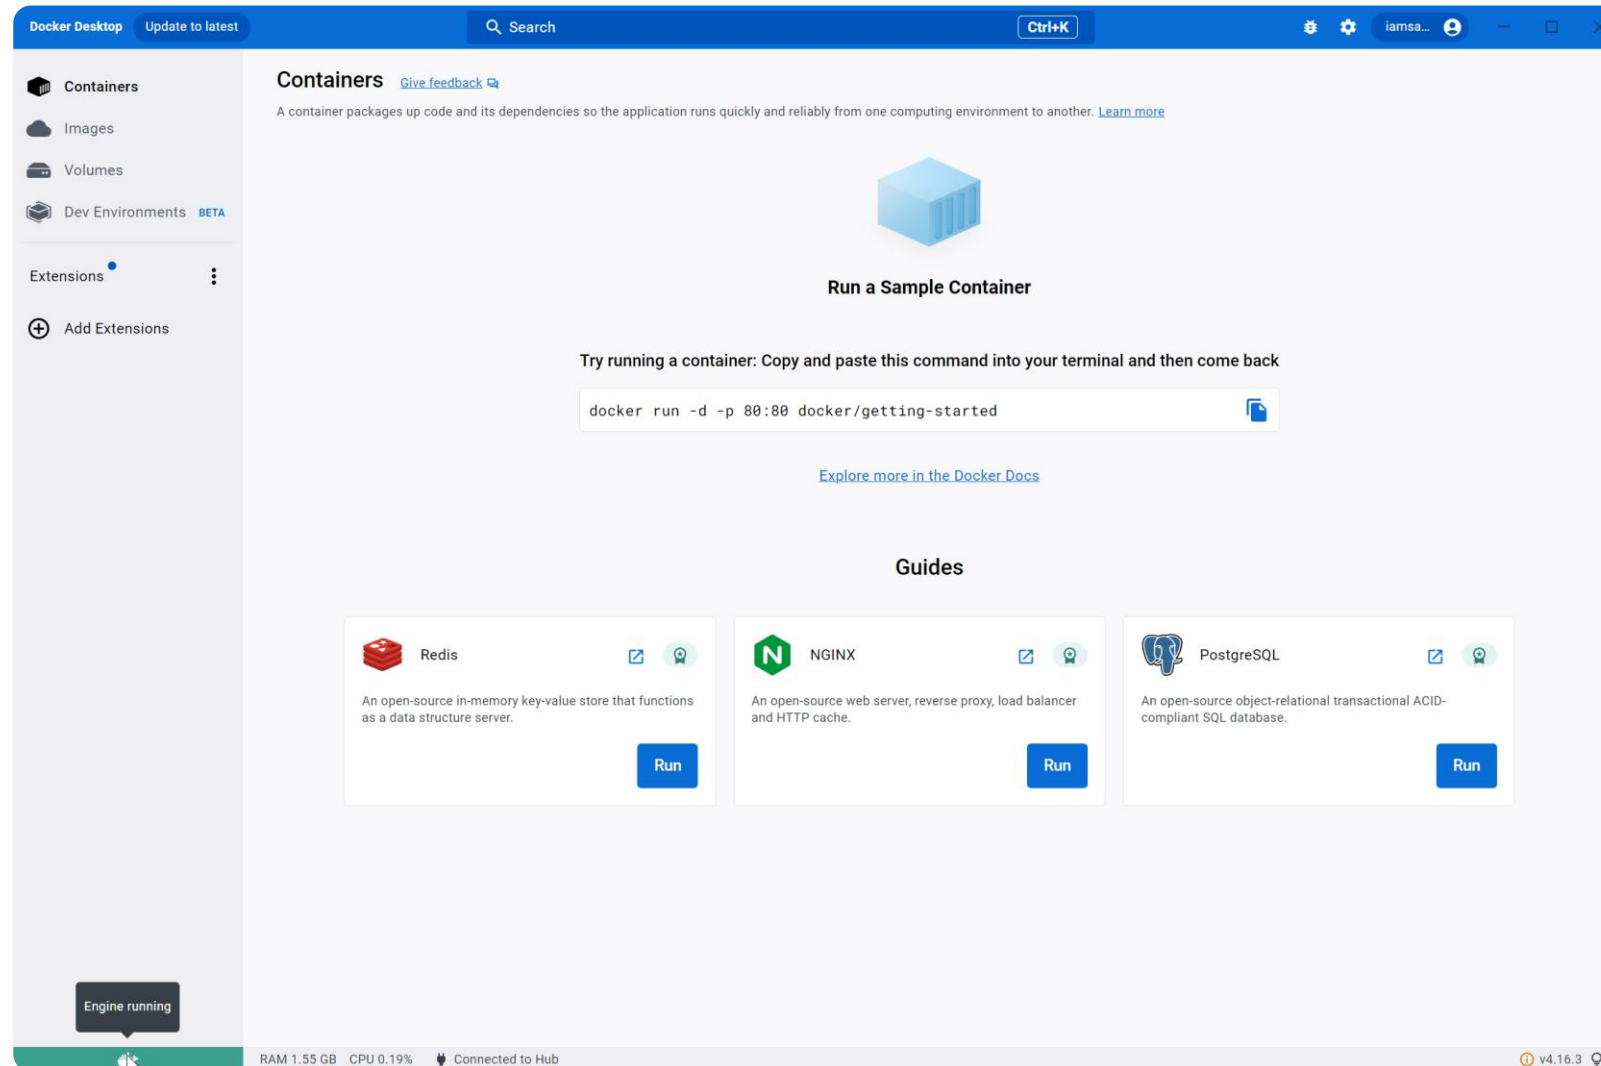 Docker Desktop Update to latest Search Ctrl+K iamsa...
Containers
Images
Volumes
Dev Environments BETA
Extensions
Add Extensions
Containers Give feedback
A container packages up code and its dependencies so the application runs quickly and reliably from one computing environment to another. Learn more
Run a Sample Container
Try running a container: Copy and paste this command into your terminal and then come back
docker run -d -p 80:80 docker/getting-started
Explore more in the Docker Docs
Guides
Redis
An open-source in-memory key-value store that functions
as a data structure server.
Run
NGINX
An open-source web server, reverse proxy, load balancer
and HTTP cache.
Run
PostgreSQL
An open-source object-relational transactional ACID-
compliant SQL database.
Run
Engine running
RAM 1.55 GB CPU 0.19% Connected to Hub v4.16.3